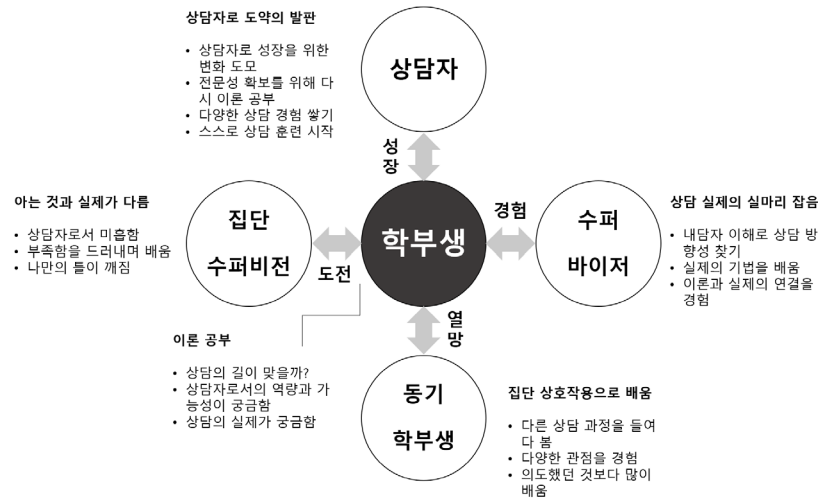 상담자로 도약의 발판
• 상담자로 성장을 위한
변화 도모
• 전문성 확보를 위해 다
시 이론 공부
• 다양한 상담 경험 쌓기
• 스스로 상담 훈련 시작
상담자
성
장
아는 것과 실제가 다름
• 상담자로서 미흡함
• 부족함을 드러내며 배움
• 나만의 틀이 깨짐
집단
수퍼비전
도전
학부생
경험
수퍼
바이저
상담 실제의 실마리 잡음
• 내담자 이해로 상담 방
향성 찾기
• 실제의 기법을 배움
• 이론과 실제의 연결을
경험
이론 공부
• 상담의 길이 맞을까?
• 상담자로서의 역량과 가
능성이 궁금함
• 상담의 실제가 궁금함
열
망
동기
학부생
집단 상호작용으로 배움
• 다른 상담 과정을 들여
다 봄
• 다양한 관점을 경험
• 의도했던 것보다 많이
배움